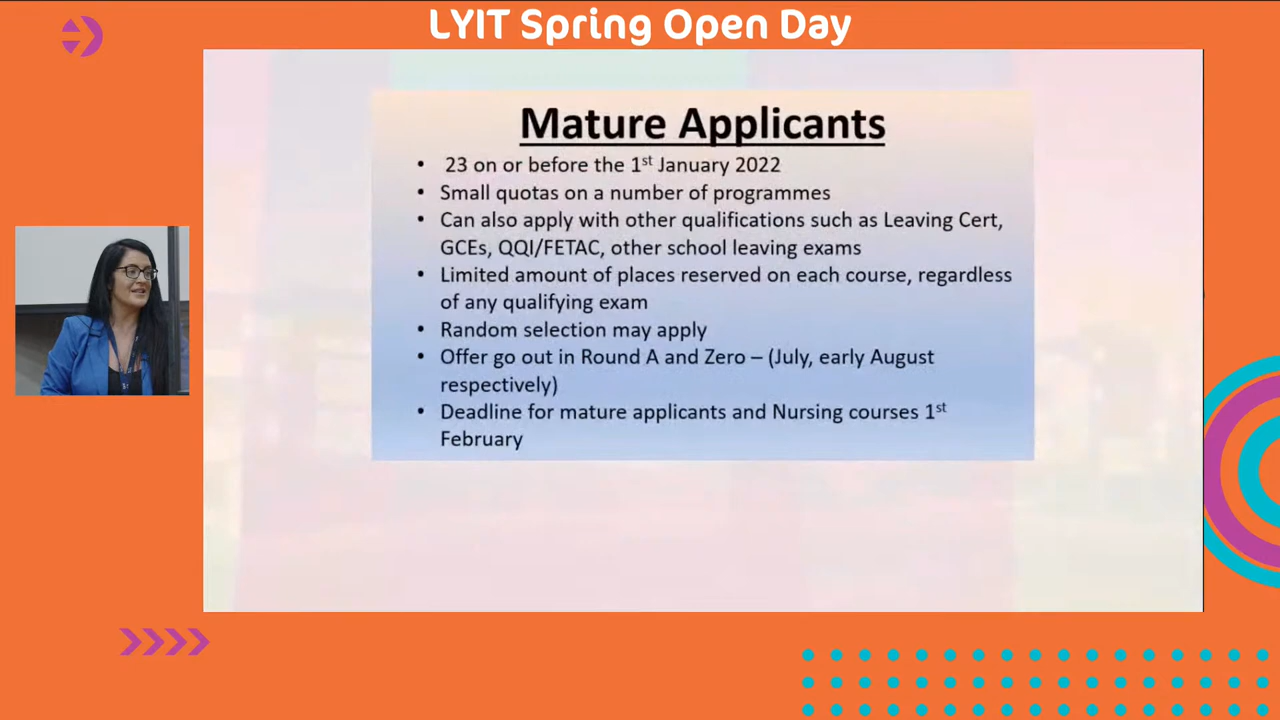 LYIT Spring Open Day
Mature Applicants
• 23 on or before the 1st January 2022
• Small quotas on a number of programmes
• Can also apply with other qualifications such as Leaving Cert,
GCEs, QQI/FETAC, other school leaving exams
• Limited amount of places reserved on each course, regardless
of any qualifying exam
• Random selection may apply
• Offer go out in Round A and Zero – (July, early August
respectively)
• Deadline for mature applicants and Nursing courses 1st
February